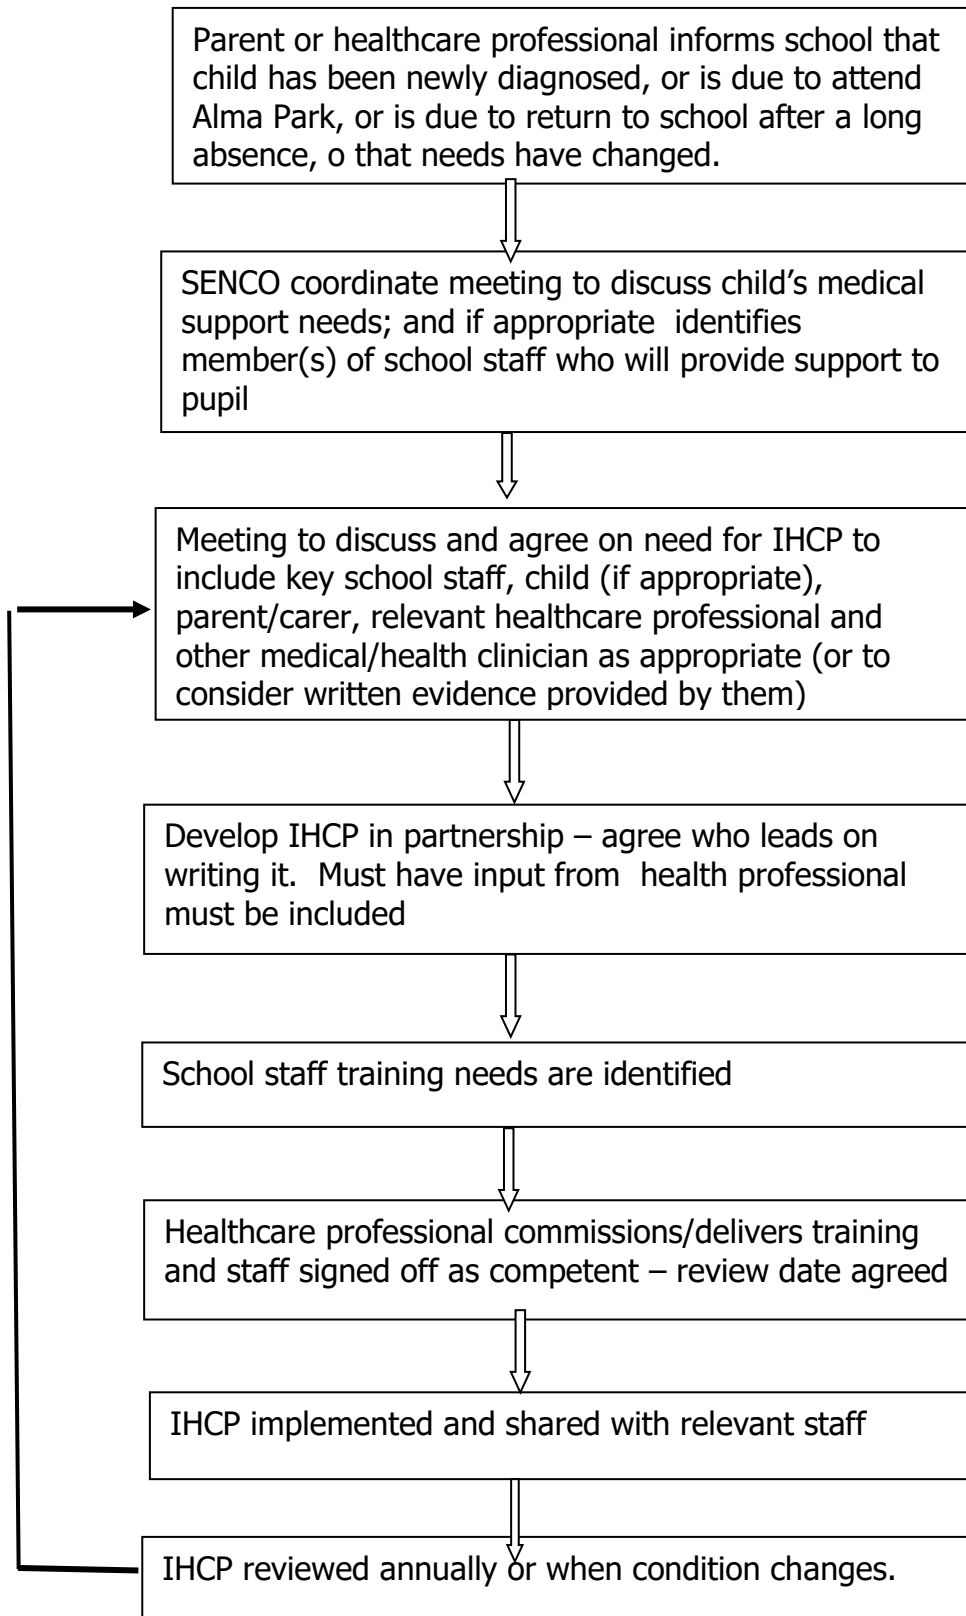 Parent or healthcare professional informs school that
child has been newly diagnosed, or is due to attend
Alma Park, or is due to return to school after a long
absence, o that needs have changed.
SENCO coordinate meeting to discuss child’s medical
support needs; and if appropriate  identifies
member(s) of school staff who will provide support to
pupil
Meeting to discuss and agree on need for IHCP to
include key school staff, child (if appropriate),
parent/carer, relevant healthcare professional and
other medical/health clinician as appropriate (or to
consider written evidence provided by them)
Develop IHCP in partnership – agree who leads on
writing it.  Must have input from  health professional
must be included
School staff training needs are identified
Healthcare professional commissions/delivers training
and staff signed off as competent – review date agreed
IHCP implemented and shared with relevant staff
IHCP reviewed annually or when condition changes.